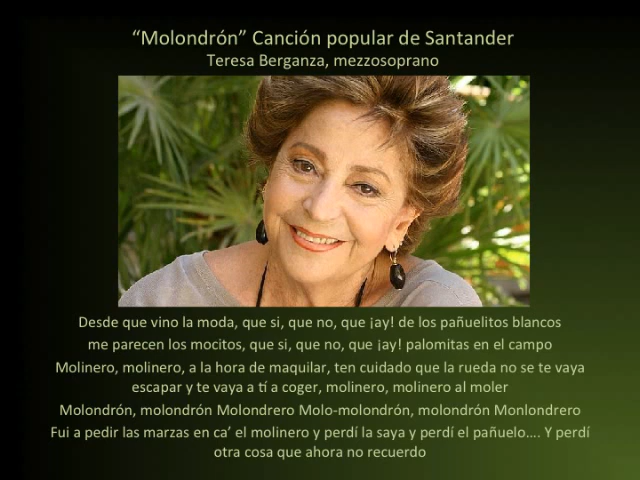 “Molondrón” Canción popular de Santander
Teresa Berganza, mezzosoprano
Desde que vino la moda, que si, que no, que ¡ay! de los pañuelitos blancos
me parecen los mocitos, que si, que no, que ¡ay! palomitas en el campo
Molinero, molinero, a la hora de maquilar, ten cuidado que la rueda no se te vaya
escapar y te vaya a tí a coger, molinero, molinero al moler
Molondrón, molondrón Molondrero Molo-molondrón, molondrón Monlondrero
Fui a pedir las marzas en ca’ el molinero y perdí la saya y perdí el pañuelo…. Y perdí
otra cosa que ahora no recuerdo